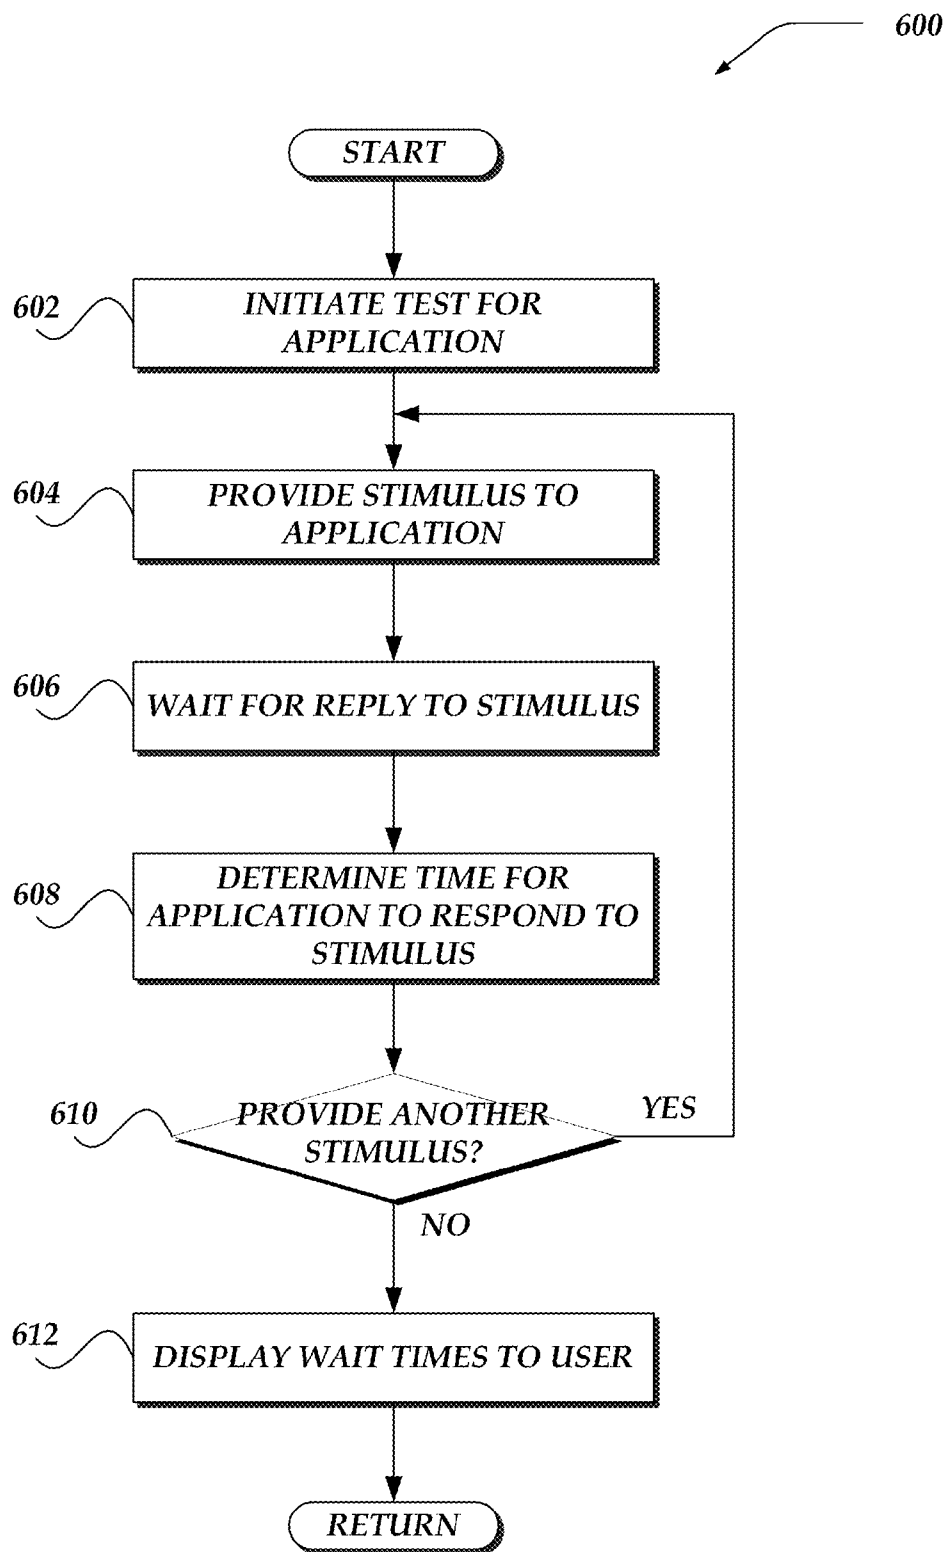 600
START
602
INITIATE TEST FOR
APPLICATION
604
PROVIDE STIMULUS TO
APPLICATION
606
WAIT FOR REPLY TO STIMULUS
608
DETERMINE TIME FOR
APPLICATION TO RESPOND TO
STIMULUS
610
PROVIDE ANOTHER
STIMULUS?
YES
NO
612
DISPLAY WAIT TIMES TO USER
RETURN